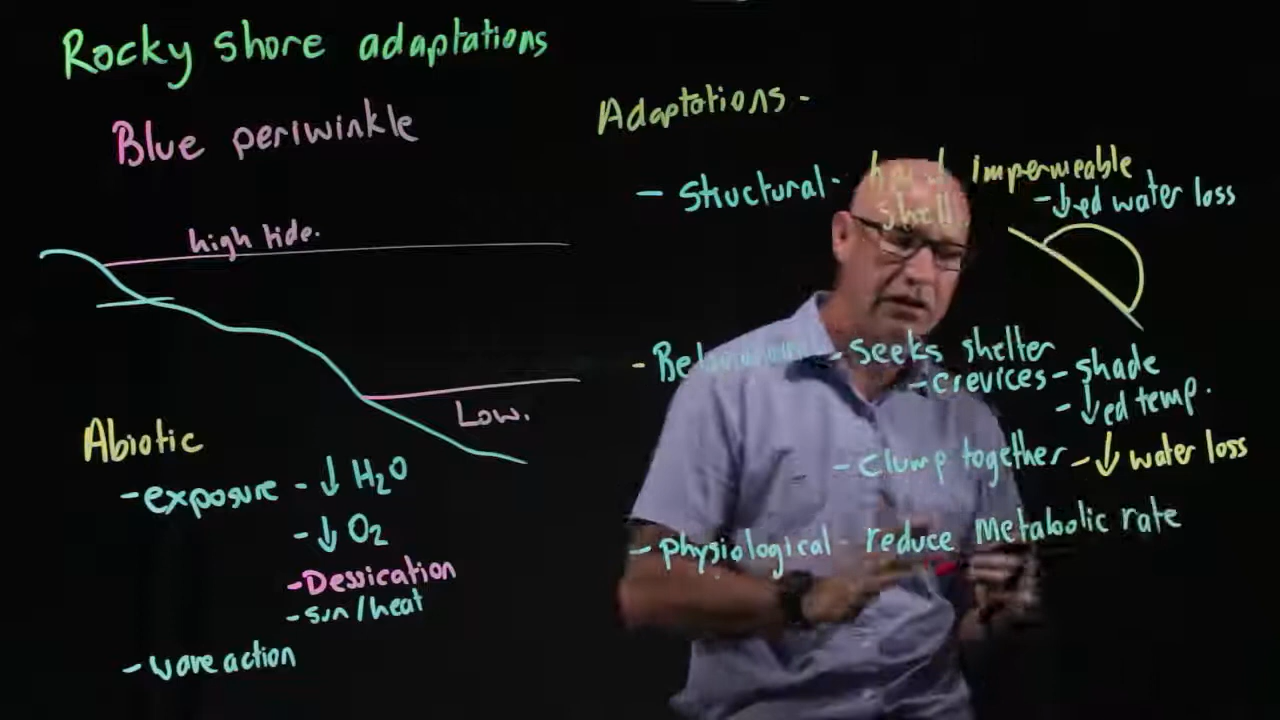 Rocky shore adaptations
Blue periwinkle
high tide.
Low.
Abiotic
- exposure - ↓ H₂O
- ↓ O₂
- Dessication
- sun/heat
- wave action
Adaptations -
- Structural - impermeable
shell
- ↓ed water loss
- seeks shelter
- crevices - shade
- ↓ed temp.
- clump together - ↓ water loss
- physiological - reduce Metabolic rate